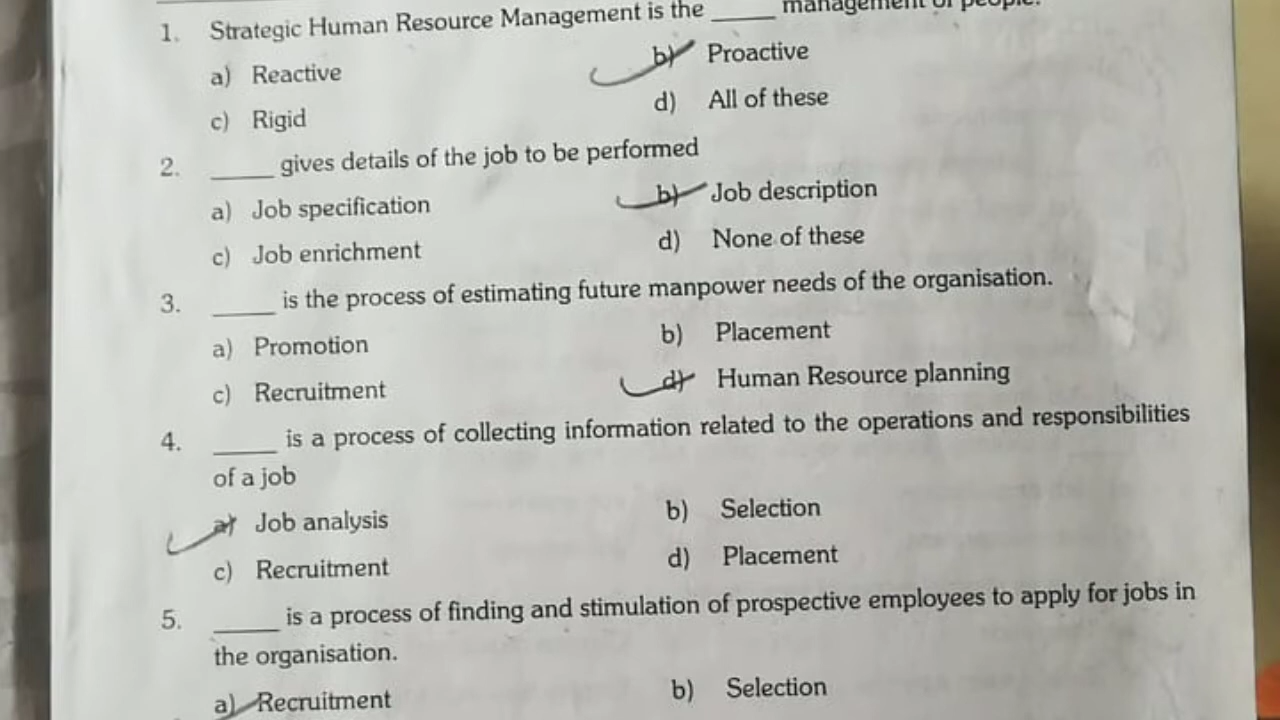 1. Strategic Human Resource Management is the _____ management of people.
a) Reactive b) Proactive
c) Rigid d) All of these
2. _____ gives details of the job to be performed
a) Job specification b) Job description
c) Job enrichment d) None of these
3. _____ is the process of estimating future manpower needs of the organisation.
a) Promotion b) Placement
c) Recruitment d) Human Resource planning
4. _____ is a process of collecting information related to the operations and responsibilities
of a job
a) Job analysis b) Selection
c) Recruitment d) Placement
5. _____ is a process of finding and stimulation of prospective employees to apply for jobs in
the organisation.
a) Recruitment b) Selection